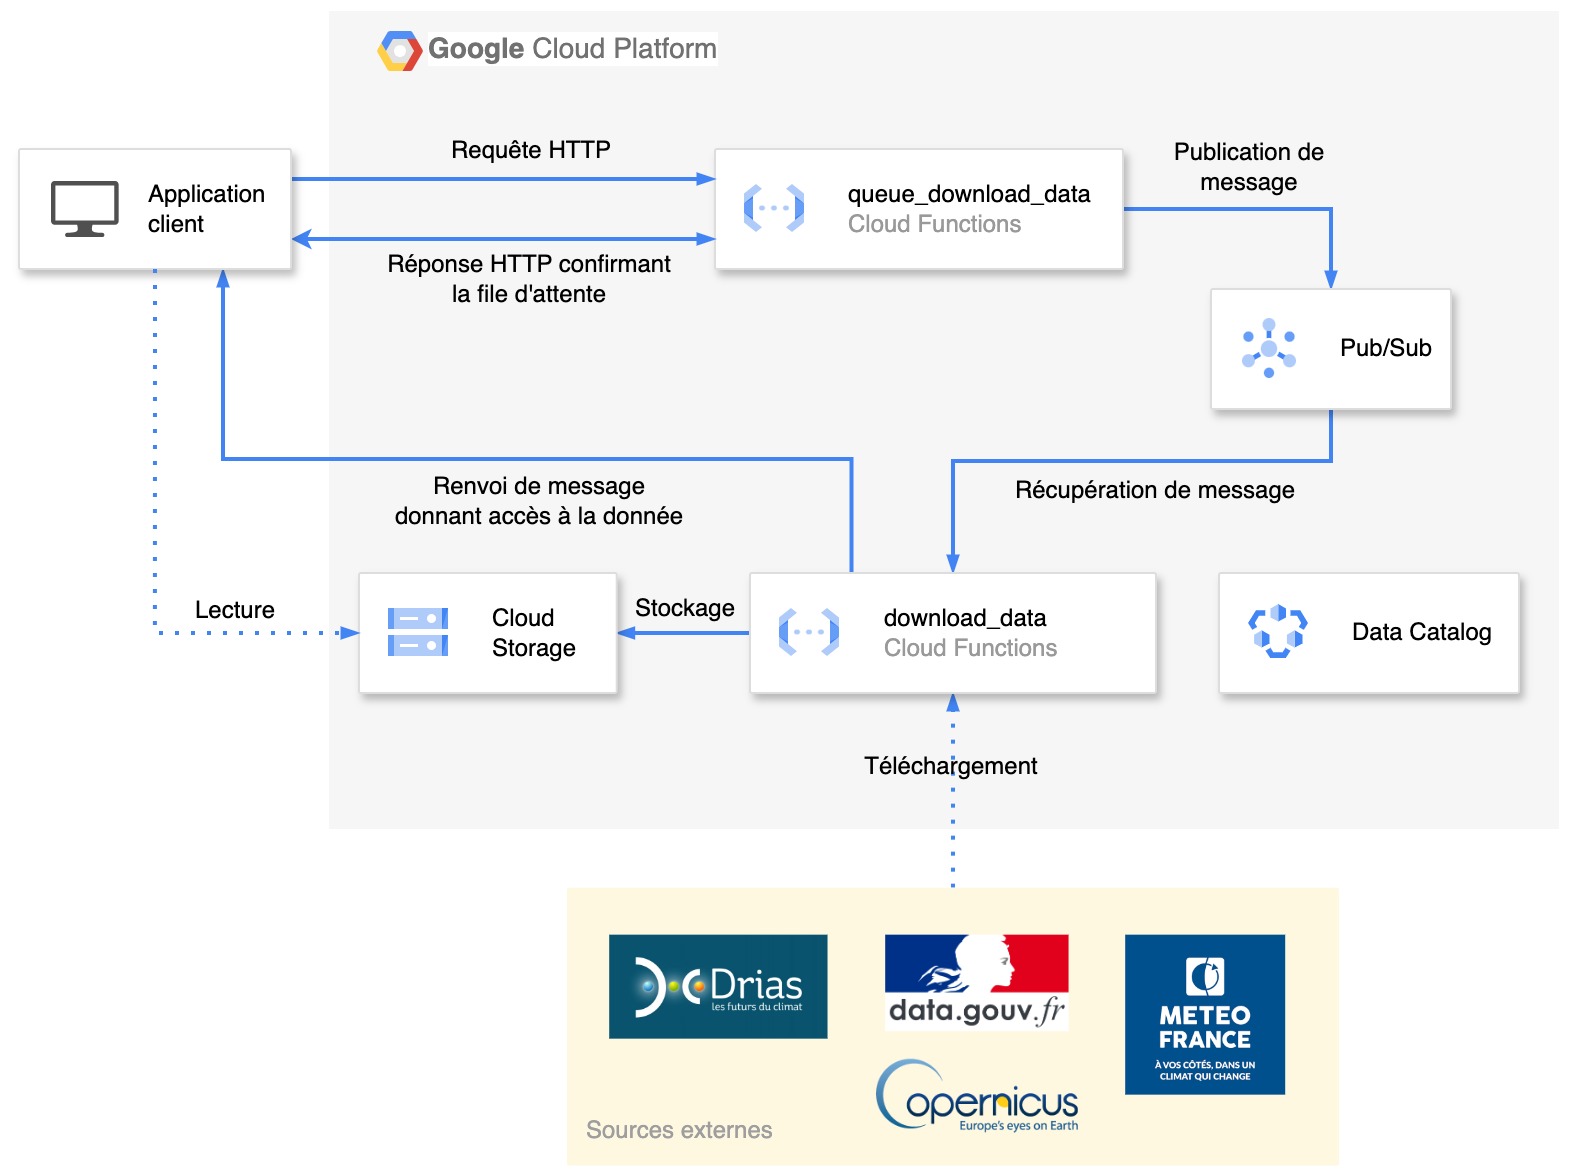 Google Cloud Platform
Requête HTTP
Publication de
message
Application
client
queue_download_data
Cloud Functions
Réponse HTTP confirmant
la file d'attente
Pub/Sub
Renvoi de message
donnant accès à la donnée
Récupération de message
Lecture
Cloud
Storage
Stockage
download_data
Cloud Functions
Data Catalog
Téléchargement
Drias
les futurs du climat
data.gouv.fr
METEO
FRANCE
À VOS CÔTÉS, DANS UN
CLIMAT QUI CHANGE
Copernicus
Europe's eyes on Earth
Sources externes